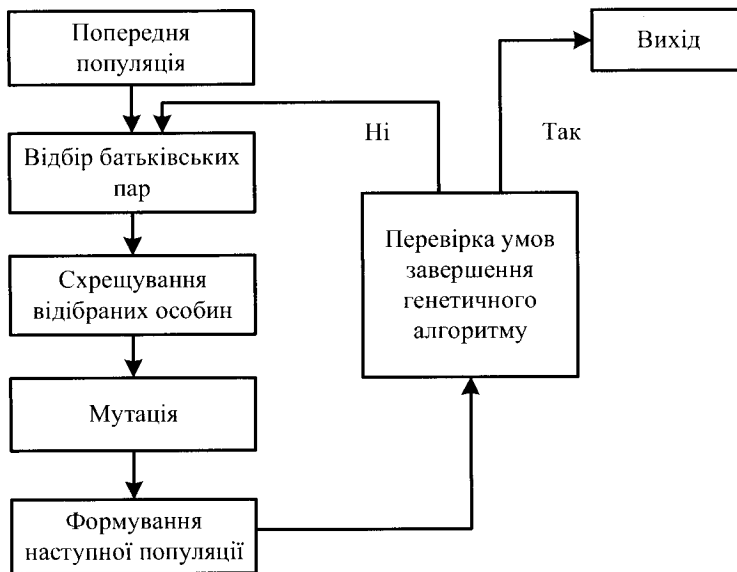 Попередня
популяція
Вихід
Ні
Так
Відбір батьківських
пар
Перевірка умов
завершення
генетичного
алгоритму
Схрещування
відібраних особин
Мутація
Формування
наступної популяції